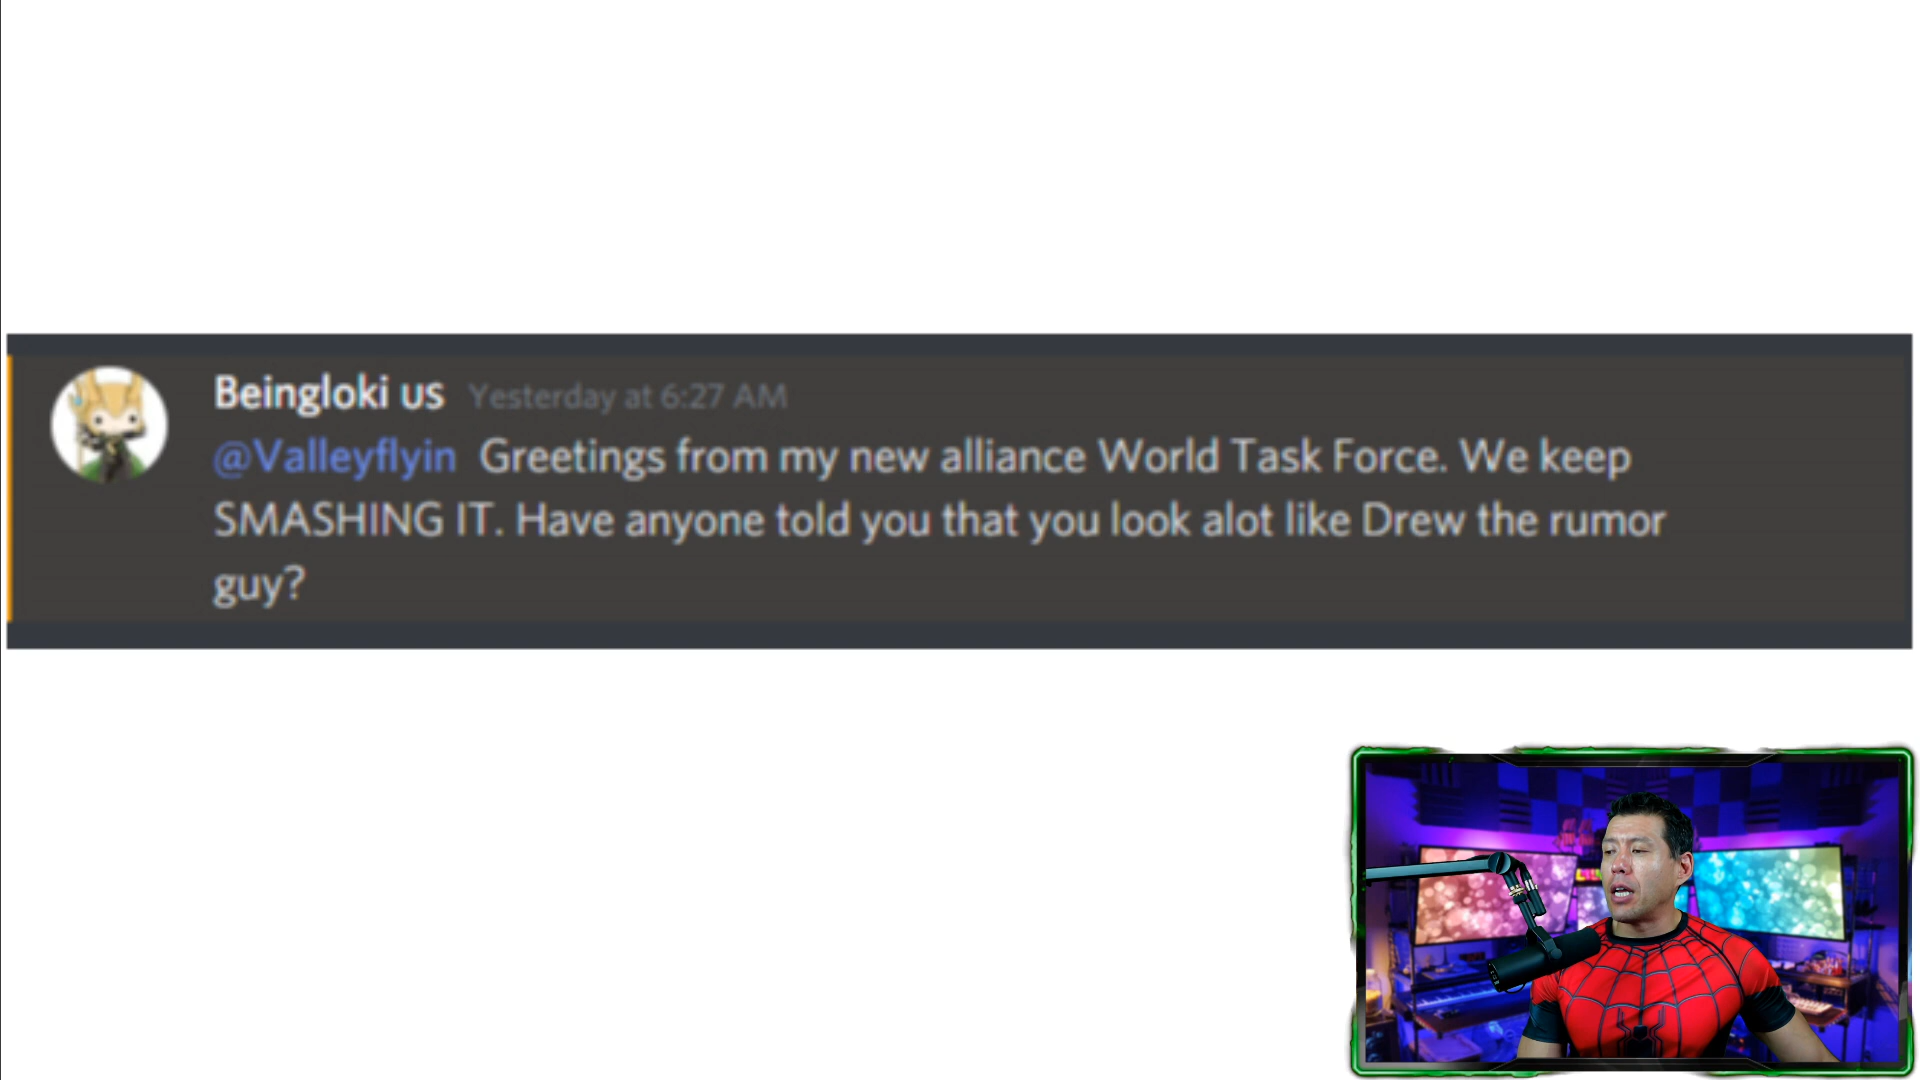 Beingloki us Yesterday at 6:27 AM
@Valleyflyin Greetings from my new alliance World Task Force. We keep
SMASHING IT. Have anyone told you that you look alot like Drew the rumor
guy?